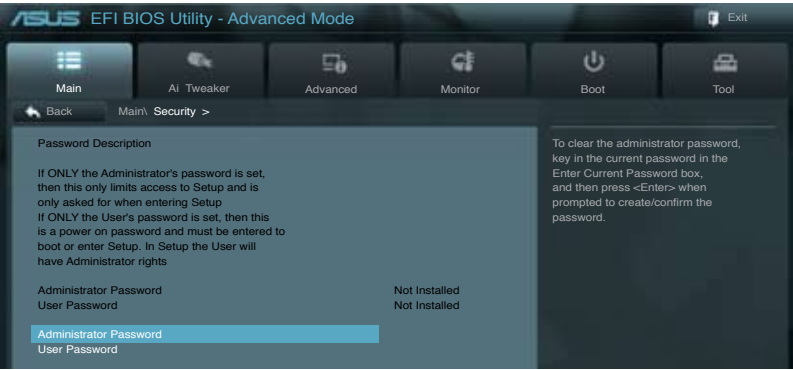 ASUS EFI BIOS Utility - Advanced Mode
Exit
Main
Ai Tweaker
Advanced
Monitor
Boot
Tool
Back
Main\ Security >
Password Description
If ONLY the Administrator's password is set,
then this only limits access to Setup and is
only asked for when entering Setup
If ONLY the User's password is set, then this
is a power on password and must be entered to
boot or enter Setup. In Setup the User will
have Administrator rights
Administrator Password Not Installed
User Password Not Installed
Administrator Password
User Password
To clear the administrator password,
key in the current password in the
Enter Current Password box,
and then press <Enter> when
prompted to create/confirm the
password.